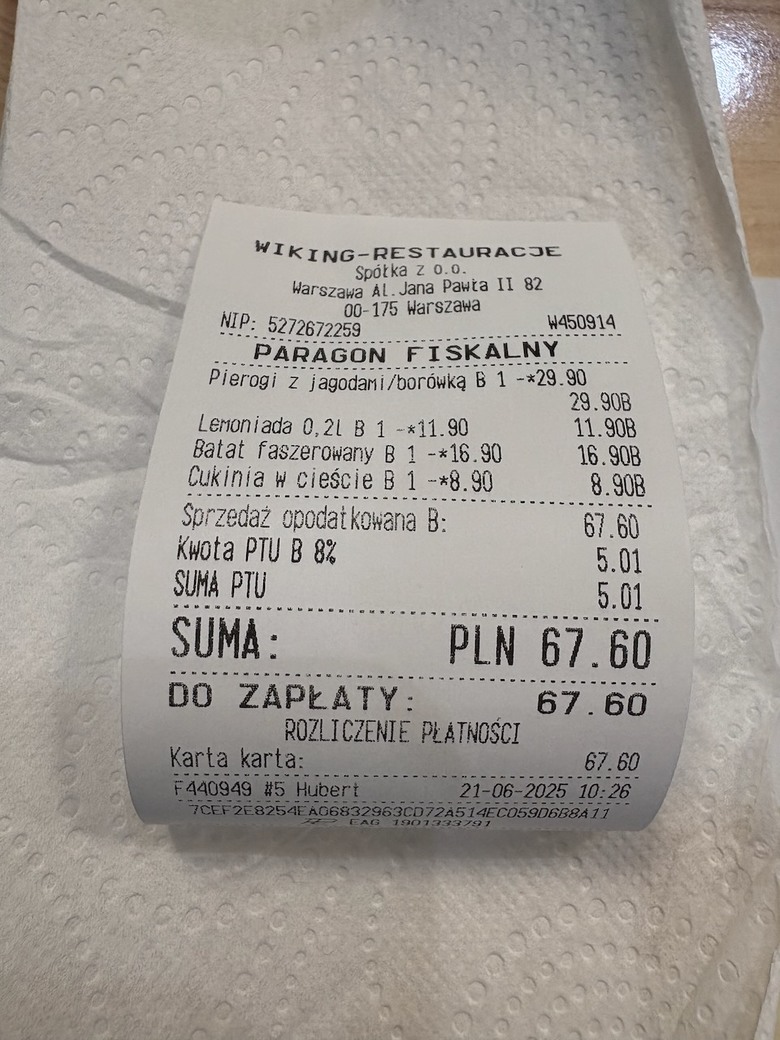 WIKING-RESTAURACJE
Spółka z o.o.
Warszawa Al.Jana Pawła II 82
00-175 Warszawa
NIP: 5272672259 W450914
PARAGON FISKALNY
Pierogi z jagodami/borówką B 1 -*29.90
29.90B
Lemoniada 0,2l B 1 -*11.90 11.90B
Batat faszerowany B 1 -*16.90 16.90B
Cukinia w cieście B 1 -*8.90 8.90B
Sprzedaż opodatkowana B: 67.60
Kwota PTU B 8% 5.01
SUMA PTU 5.01
SUMA: PLN 67.60
DO ZAPŁATY: 67.60
ROZLICZENIE PŁATNOŚCI
Karta karta: 67.60
F440949 #5 Hubert 21-06-2025 10:26
7CEF2E8254EA06832963CD72A514EC059D6B8A11
EAG 1901333791